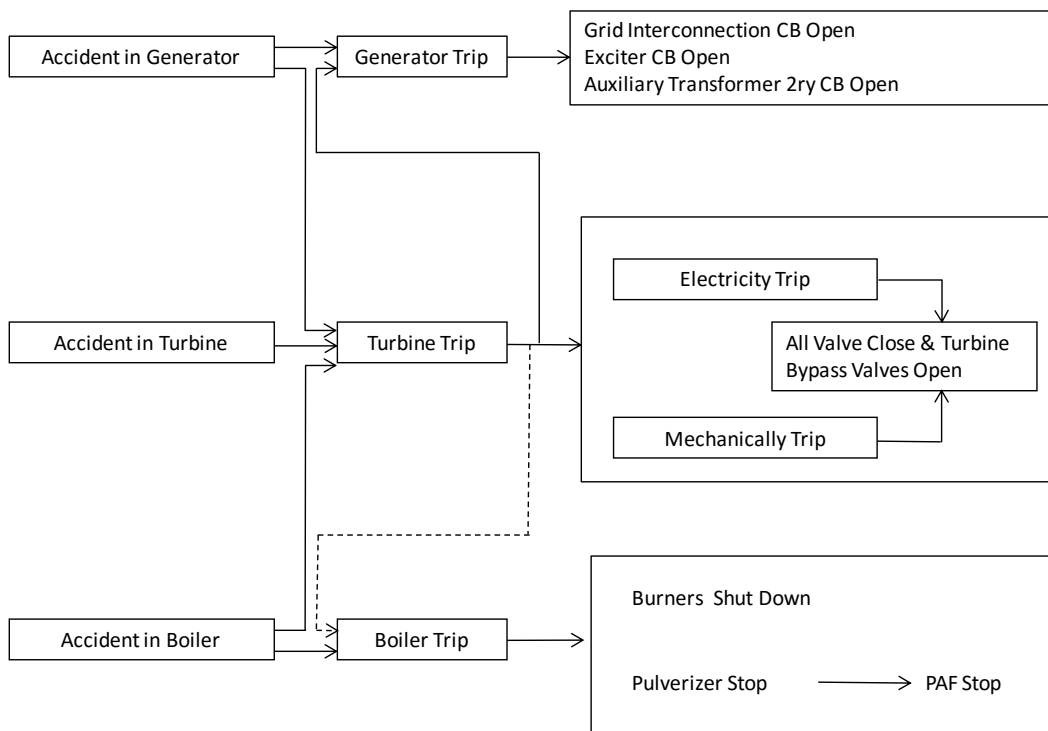 Accident in Generator
Generator Trip
Grid Interconnection CB Open
Exciter CB Open
Auxiliary Transformer 2ry CB Open
Electricity Trip
Accident in Turbine
Turbine Trip
All Valve Close & Turbine
Bypass Valves Open
Mechanically Trip
Burners Shut Down
Accident in Boiler
Boiler Trip
Pulverizer Stop
PAF Stop